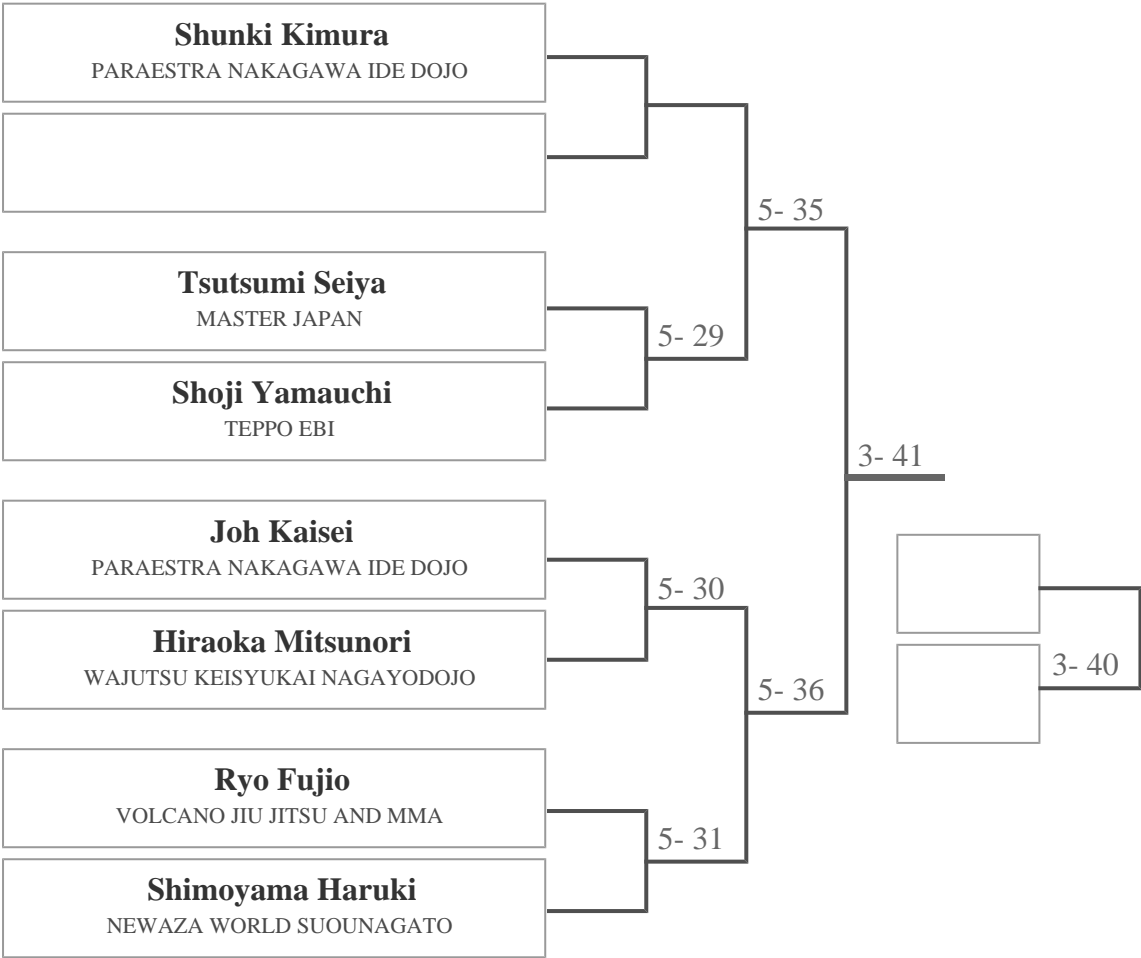 Shunki Kimura
PARAESTRA NAKAGAWA IDE DOJO
5- 35
Tsutsumi Seiya
MASTER JAPAN
5- 29
Shoji Yamauchi
TEPPO EBI
3- 41
Joh Kaisei
PARAESTRA NAKAGAWA IDE DOJO
5- 30
Hiraoka Mitsunori
WAJUTSU KEISYUKAI NAGAYODOJO
5- 36
3- 40
Ryo Fujio
VOLCANO JIU JITSU AND MMA
5- 31
Shimoyama Haruki
NEWAZA WORLD SUOUNAGATO